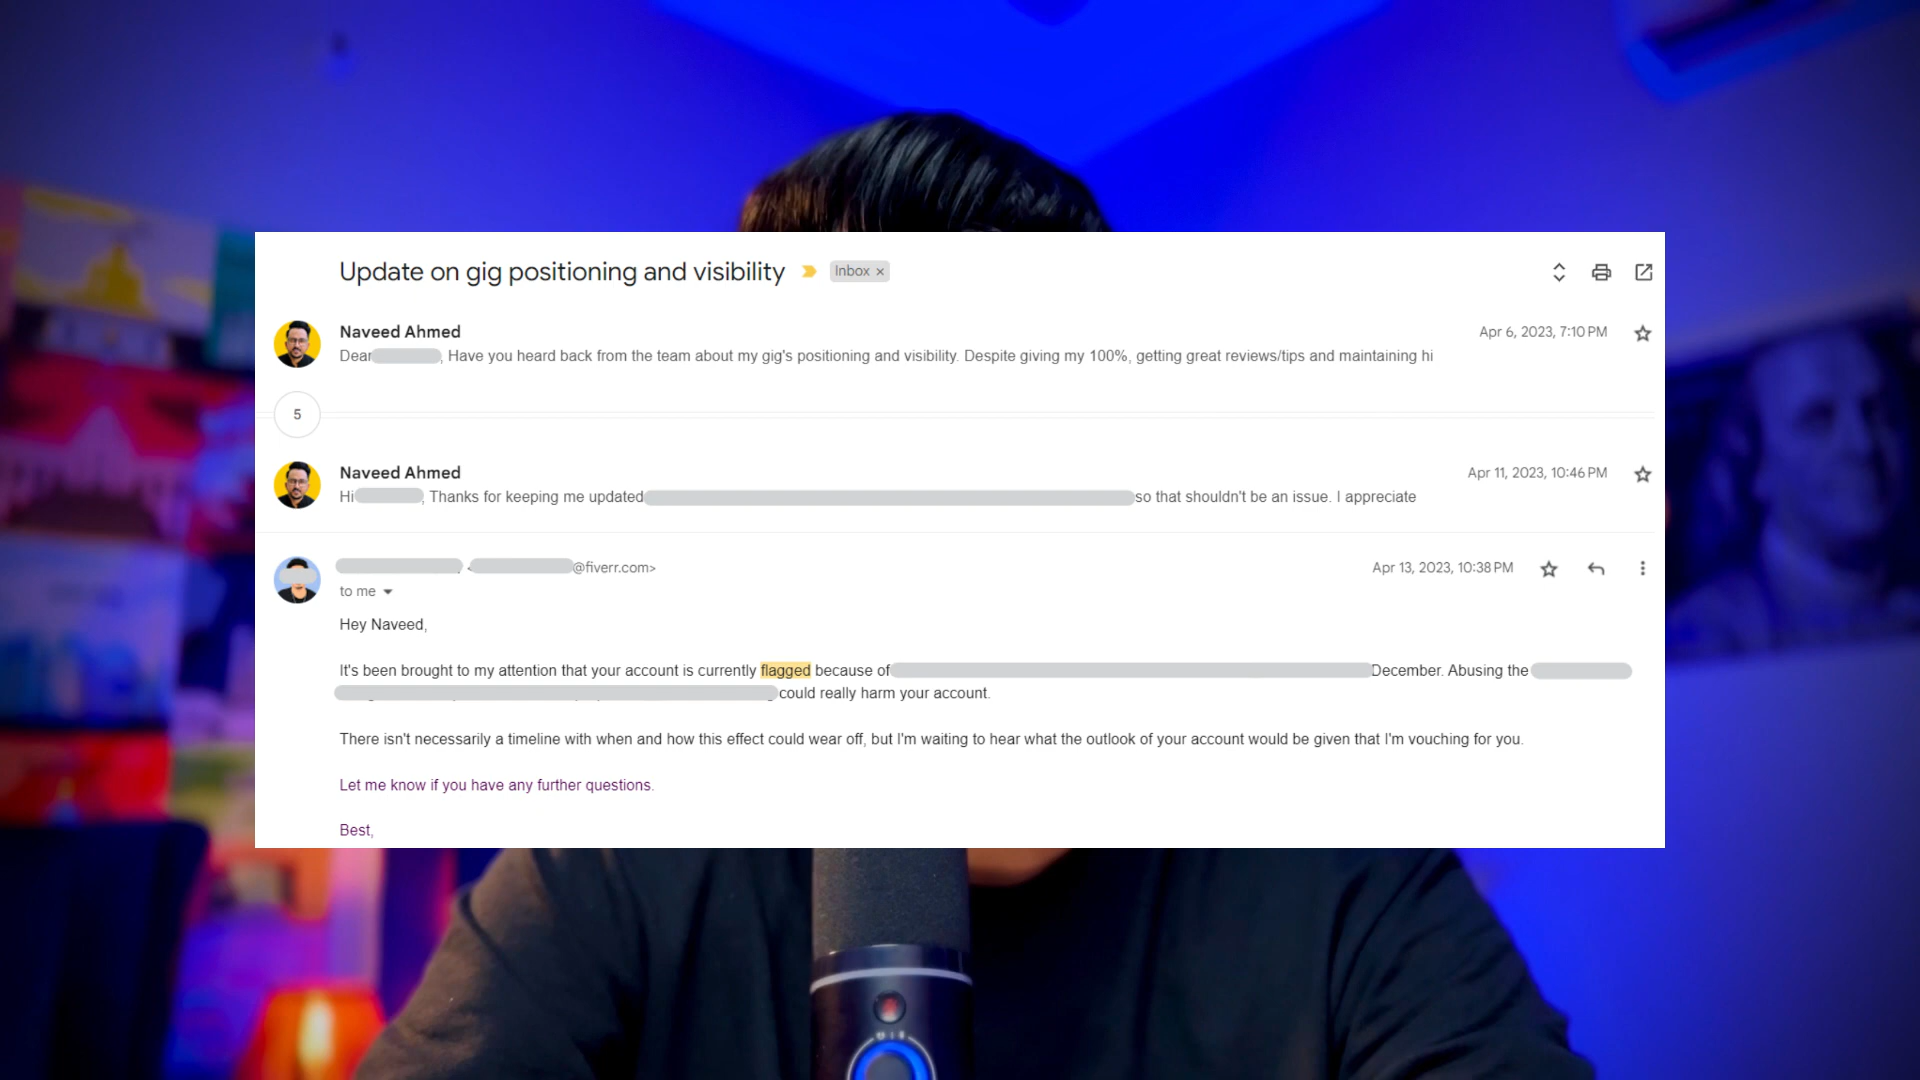 Update on gig positioning and visibility Inbox ×
Naveed Ahmed Apr 6, 2023, 7:10 PM
Dear , Have you heard back from the team about my gig's positioning and visibility. Despite giving my 100%, getting great reviews/tips and maintaining hi
5
Naveed Ahmed Apr 11, 2023, 10:46 PM
Hi , Thanks for keeping me updated so that shouldn't be an issue. I appreciate
@fiverr.com> Apr 13, 2023, 10:38 PM
to me
Hey Naveed,
It's been brought to my attention that your account is currently flagged because of December. Abusing the
could really harm your account.
There isn't necessarily a timeline with when and how this effect could wear off, but I'm waiting to hear what the outlook of your account would be given that I'm vouching for you.
Let me know if you have any further questions.
Best,